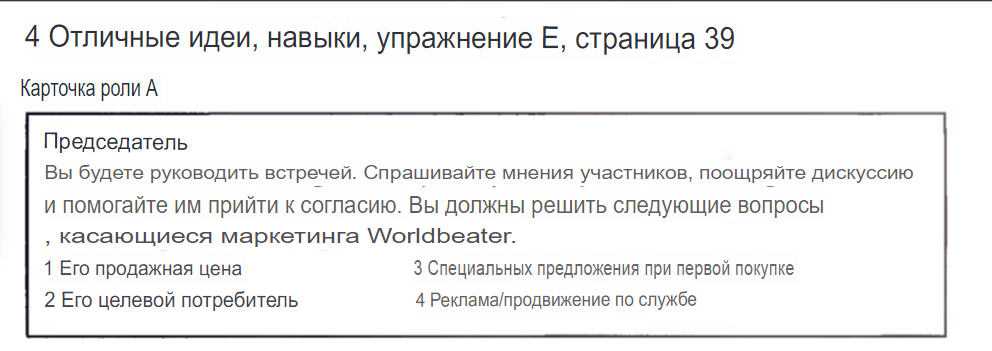 4 Отличные идеи, навыки, упражнение E, страница 39
Карточка роли А
Председатель
Вы будете руководить встречей. Спрашивайте мнения участников, поощряйте дискуссию
и помогайте им прийти к согласию. Вы должны решить следующие вопросы
, касающиеся маркетинга Worldbeater.
1 Его продажная цена
3 Специальных предложения при первой покупке
2 Его целевой потребитель
4 Реклама/продвижение по службе